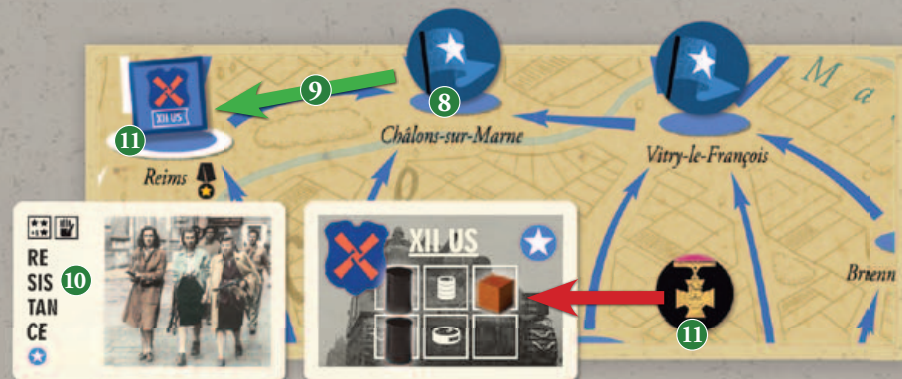 XII US
9
8
11
Châlons-sur-Marne
Vitry-le-François
M
a
Reims
RE
SIS
TAN
CE
10
XII US
11
Brienn